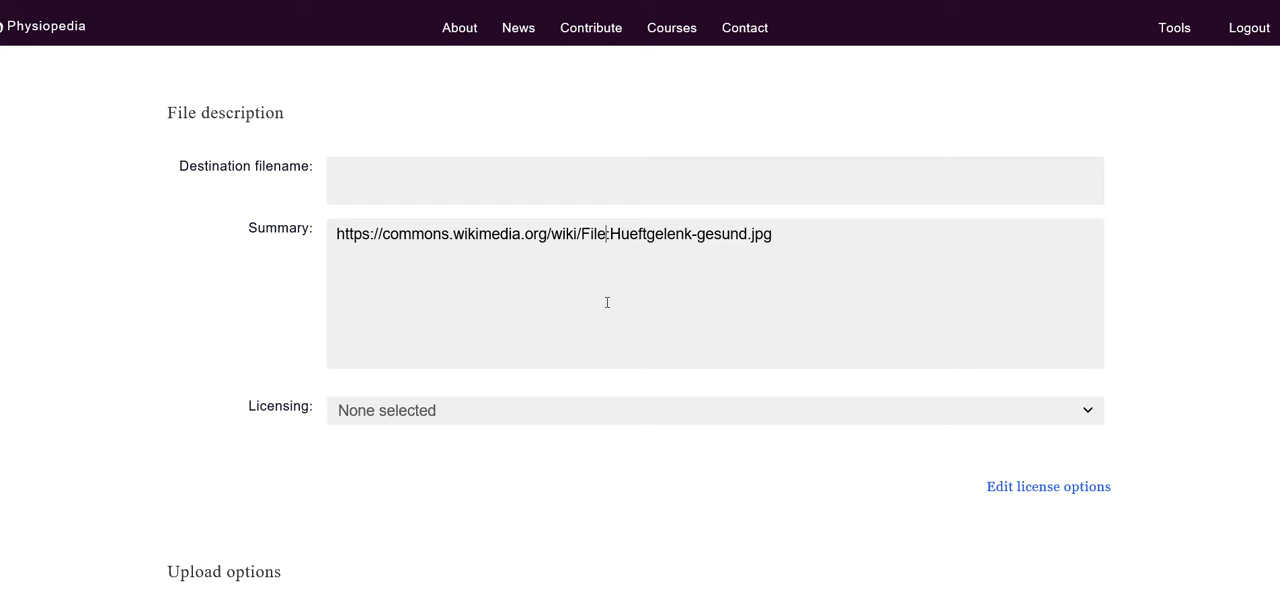 Physiopedia
About News Contribute Courses Contact Tools Logout
File description
Destination filename:
Summary: https://commons.wikimedia.org/wiki/File:Hueftgelenk-gesund.jpg
Licensing: None selected
Edit license options
Upload options